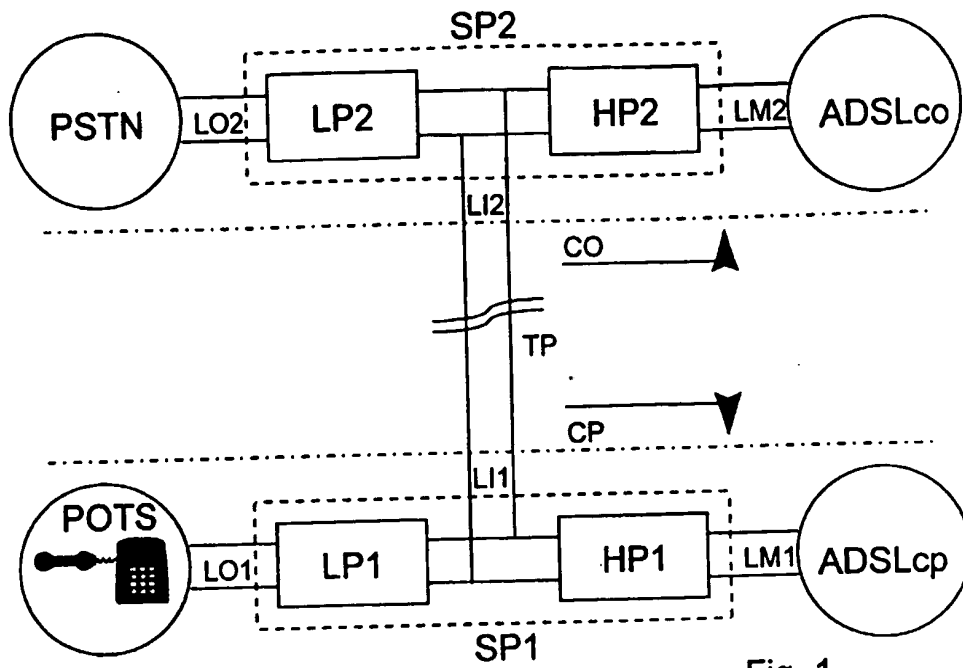 SP2
PSTN
LO2
LP2
HP2
LM2
ADSLco
LI2
CO
TP
CP
LI1
POTS
LO1
LP1
HP1
LM1
ADSLcp
SP1
Fig. 1